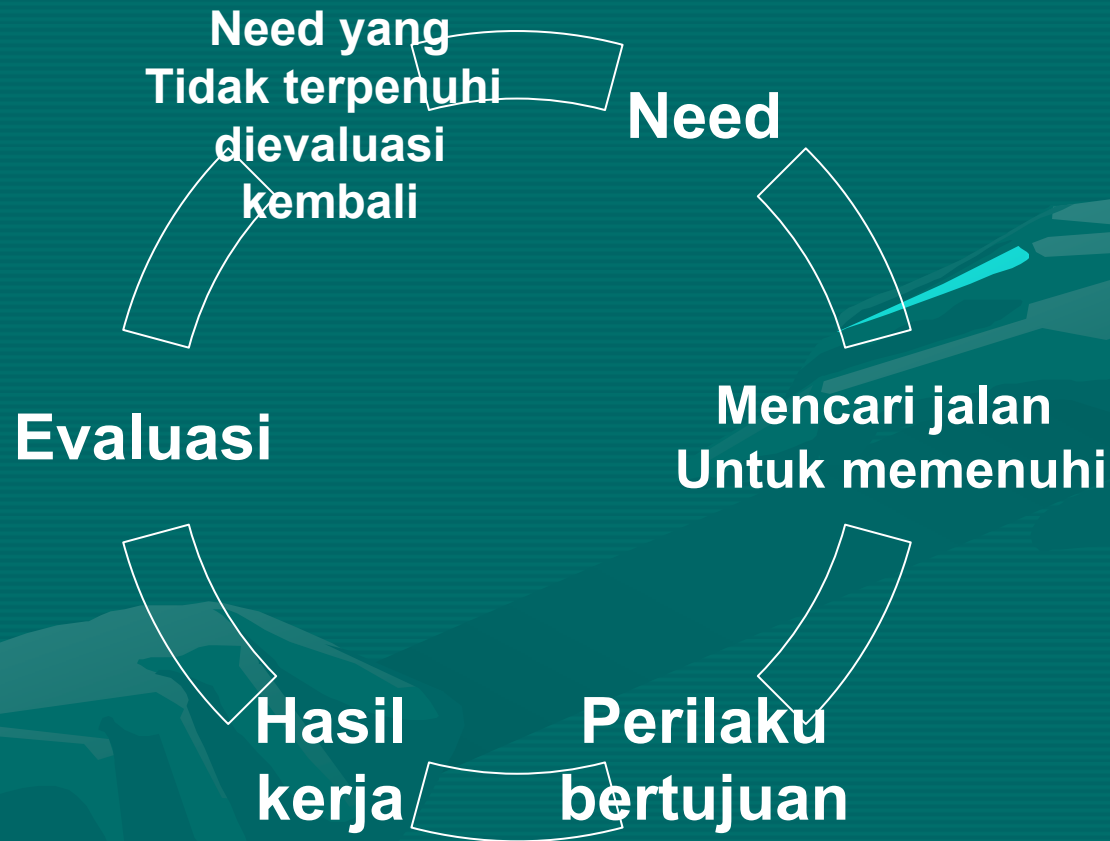 Need yang
Tidak terpenuhi
dievaluasi
kembali
Need
Mencari jalan
Untuk memenuhi
Perilaku
bertujuan
Hasil
kerja
Evaluasi